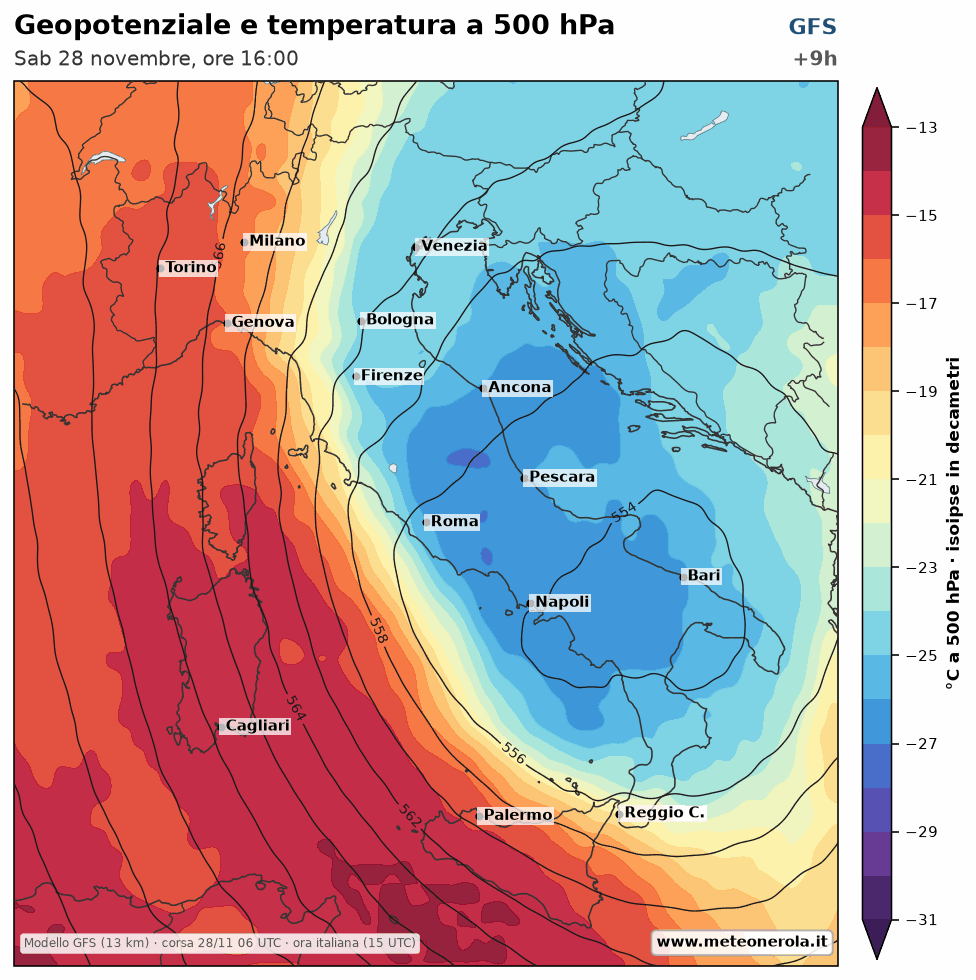 Geopotenziale e temperatura a 500 hPa
GFS
Sab 28 novembre, ore 16:00
+9h
Milano
Venezia
Torino
Genova
Bologna
Firenze
Ancona
Pescara
Roma
Bari
Napoli
Cagliari
Palermo
Reggio C.
554
556
558
562
564
−13
−15
−17
−19
−21
−23
−25
−27
−29
−31
°C a 500 hPa · isoipse in decametri
Modello GFS (13 km) · corsa 28/11 06 UTC · ora italiana (15 UTC)
www.meteonerola.it